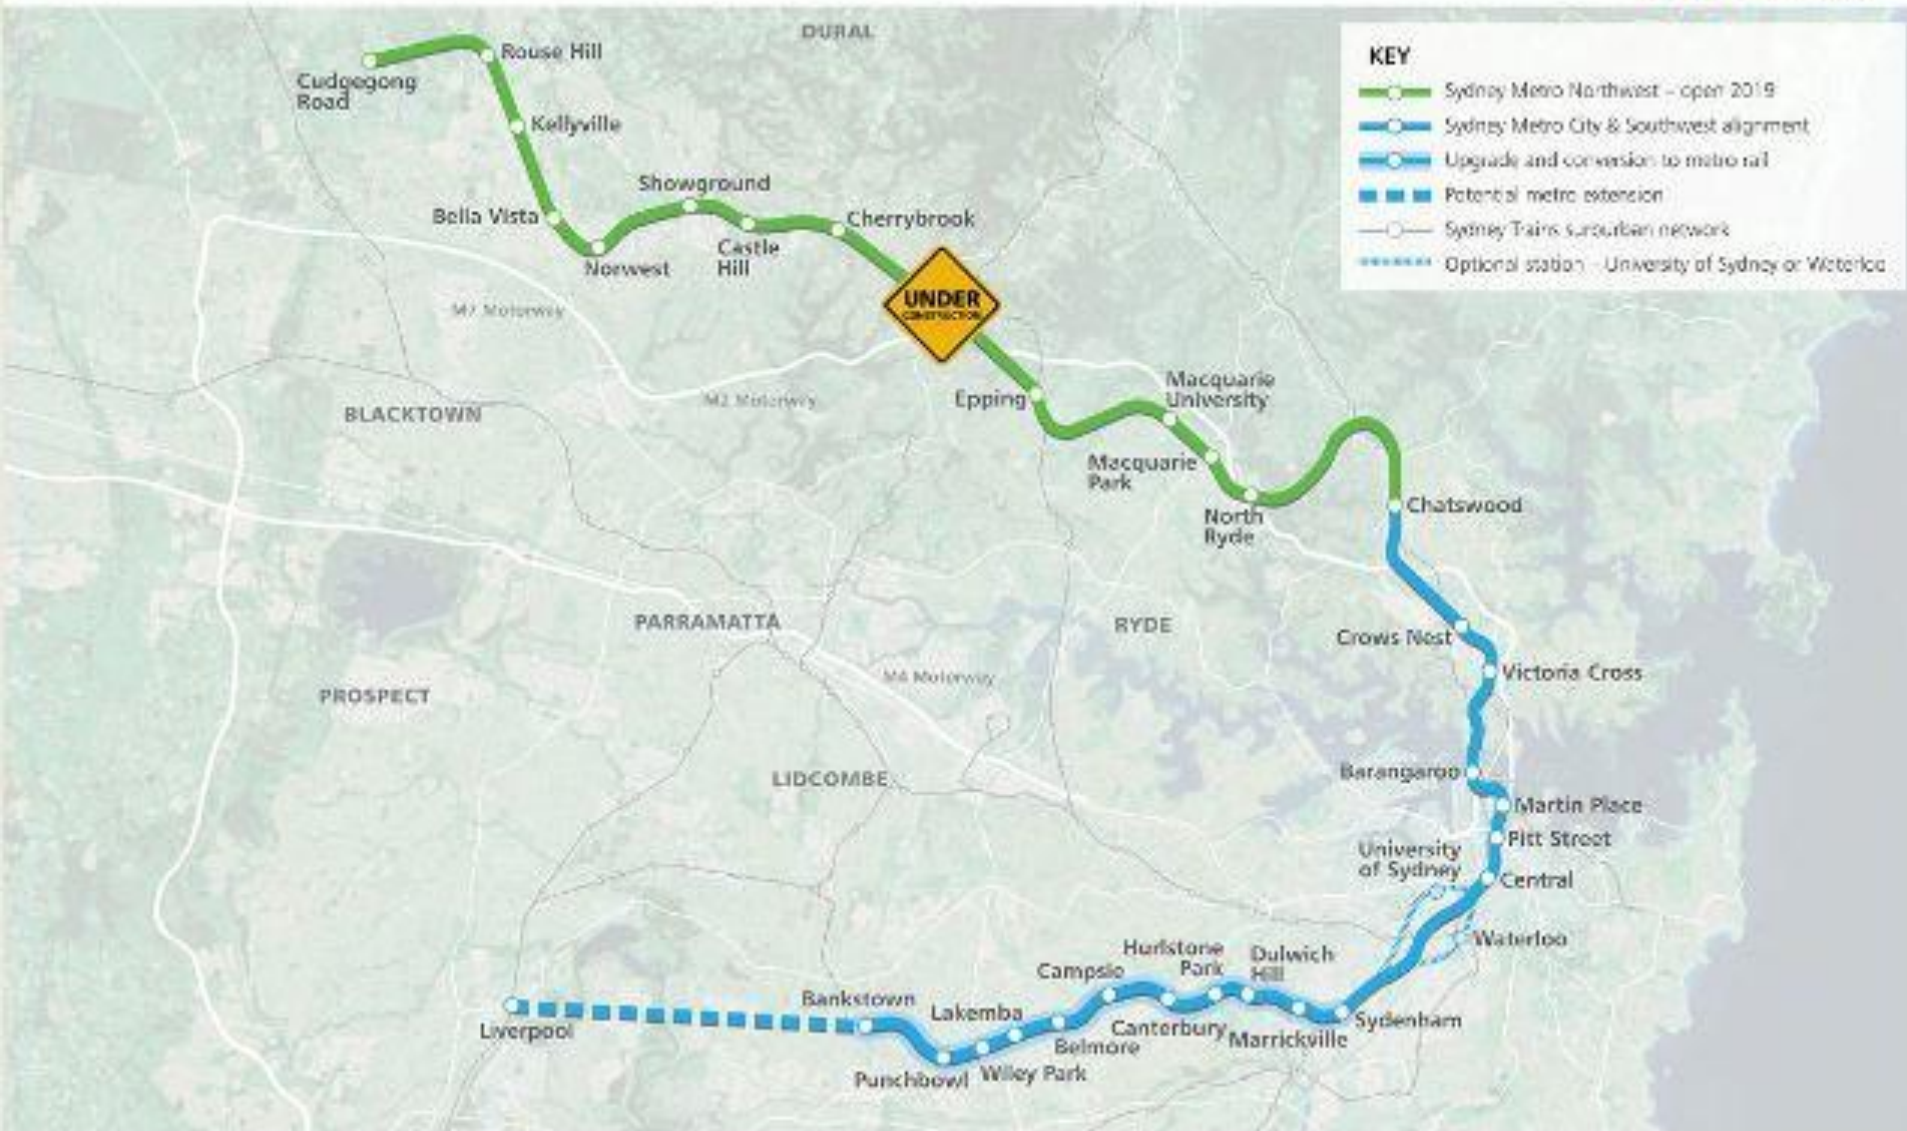 DURAL
Rouse Hill
Cudgegong
Road
Kellyville
Showground
Bella Vista
Cherrybrook
Castle
Hill
Norwest
UNDER
CONSTRUCTION
M7 Motorway
M2 Motorway
BLACKTOWN
Epping
Macquarie
University
Macquarie
Park
North
Ryde
Chatswood
PARRAMATTA
RYDE
Crows Nest
Victoria Cross
M4 Motorway
PROSPECT
LIDCOMBE
Barangaroo
Martin Place
Pitt Street
University
of Sydney
Central
Waterloo
Hurlstone
Park
Dulwich
Hill
Campsie
Bankstown
Lakemba
Liverpool
Canterbury
Marrickville
Sydenham
Belmore
Punchbowl
Wiley Park
KEY
Sydney Metro Northwest – open 2019
Sydney Metro City & Southwest alignment
Upgrade and conversion to metro rail
Potential metro extension
Sydney Trains suburban network
Optional station – University of Sydney or Waterloo